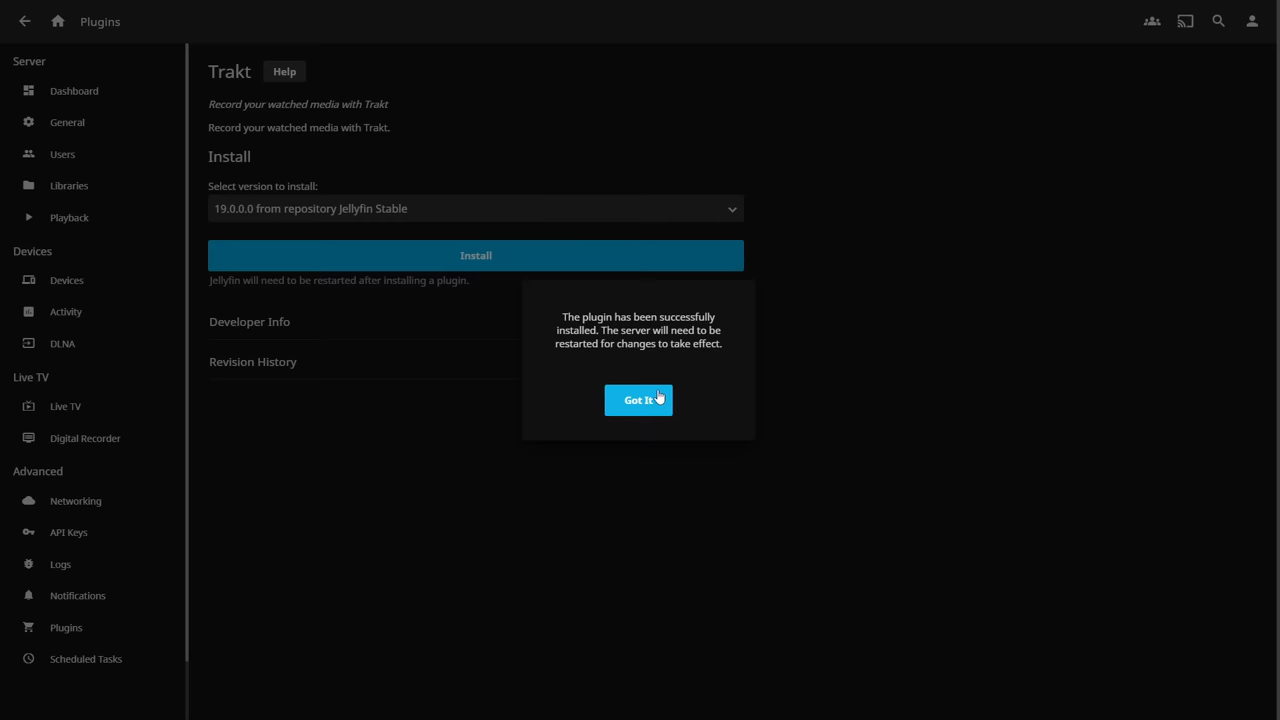 Plugins
Server
Dashboard
General
Users
Libraries
Playback
Devices
Devices
Activity
DLNA
Live TV
Live TV
Digital Recorder
Advanced
Networking
API Keys
Logs
Notifications
Plugins
Scheduled Tasks
Trakt
Help
Record your watched media with Trakt
Record your watched media with Trakt.
Install
Select version to install:
19.0.0.0 from repository Jellyfin Stable
Install
Jellyfin will need to be restarted after installing a plugin.
Developer Info
Revision History
The plugin has been successfully
installed. The server will need to be
restarted for changes to take effect.
Got It